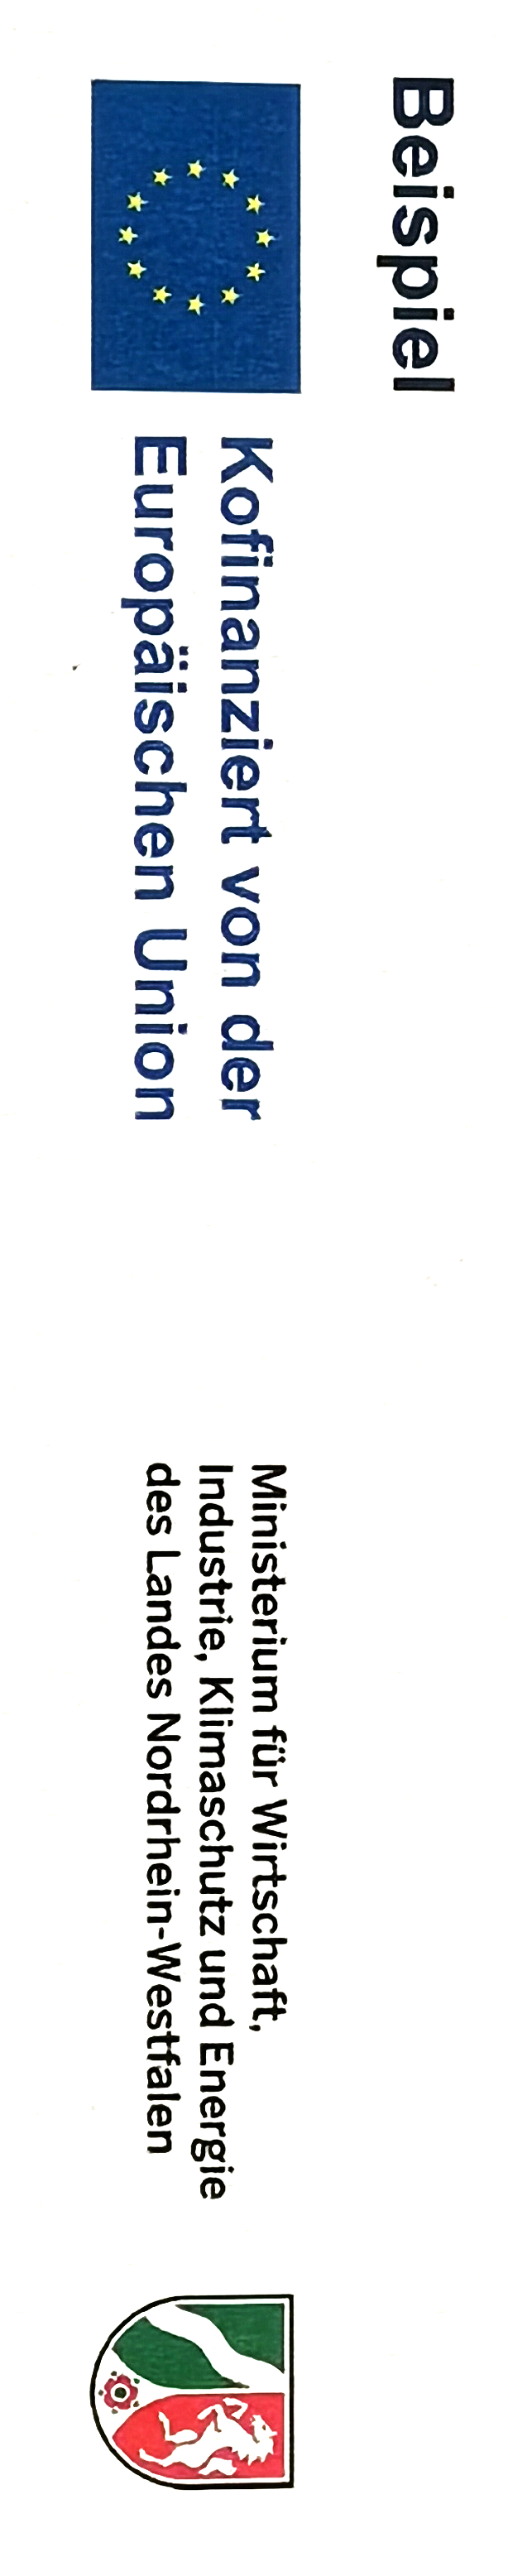 Beispiel
Kofinanziert von der
Europäischen Union
Ministerium für Wirtschaft,
Industrie, Klimaschutz und Energie
des Landes Nordrhein-Westfalen